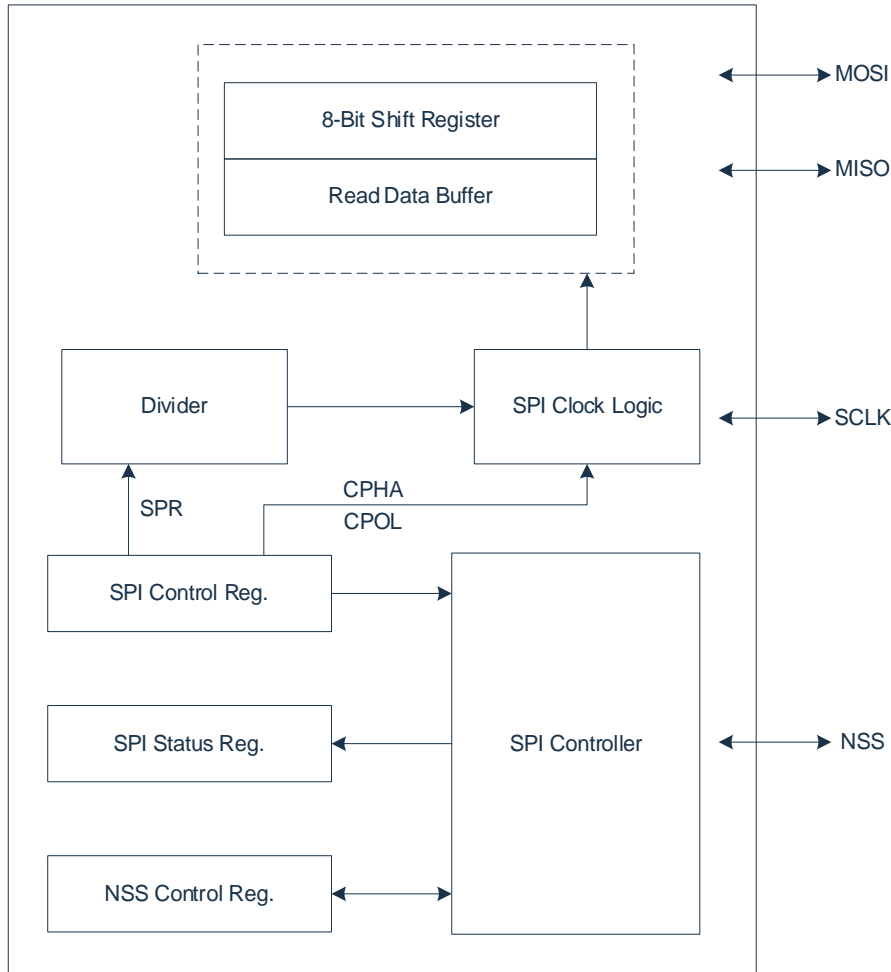 MOSI
8-Bit Shift Register
MISO
Read Data Buffer
Divider
SPI Clock Logic
SCLK
CPHA
SPR
CPOL
SPI Control Reg.
SPI Status Reg.
SPI Controller
NSS
NSS Control Reg.